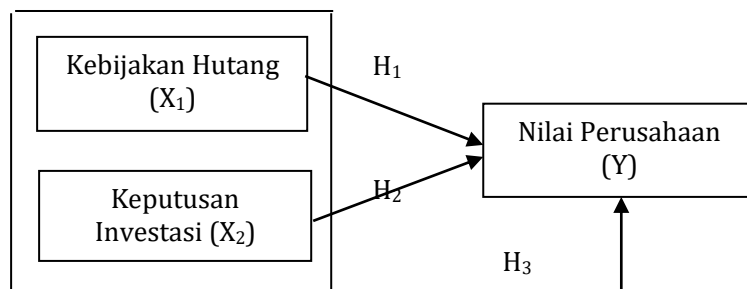 Kebijakan Hutang
(X₁)
H₁
Nilai Perusahaan
(Y)
Keputusan
Investasi (X₂)
H₂
H₃